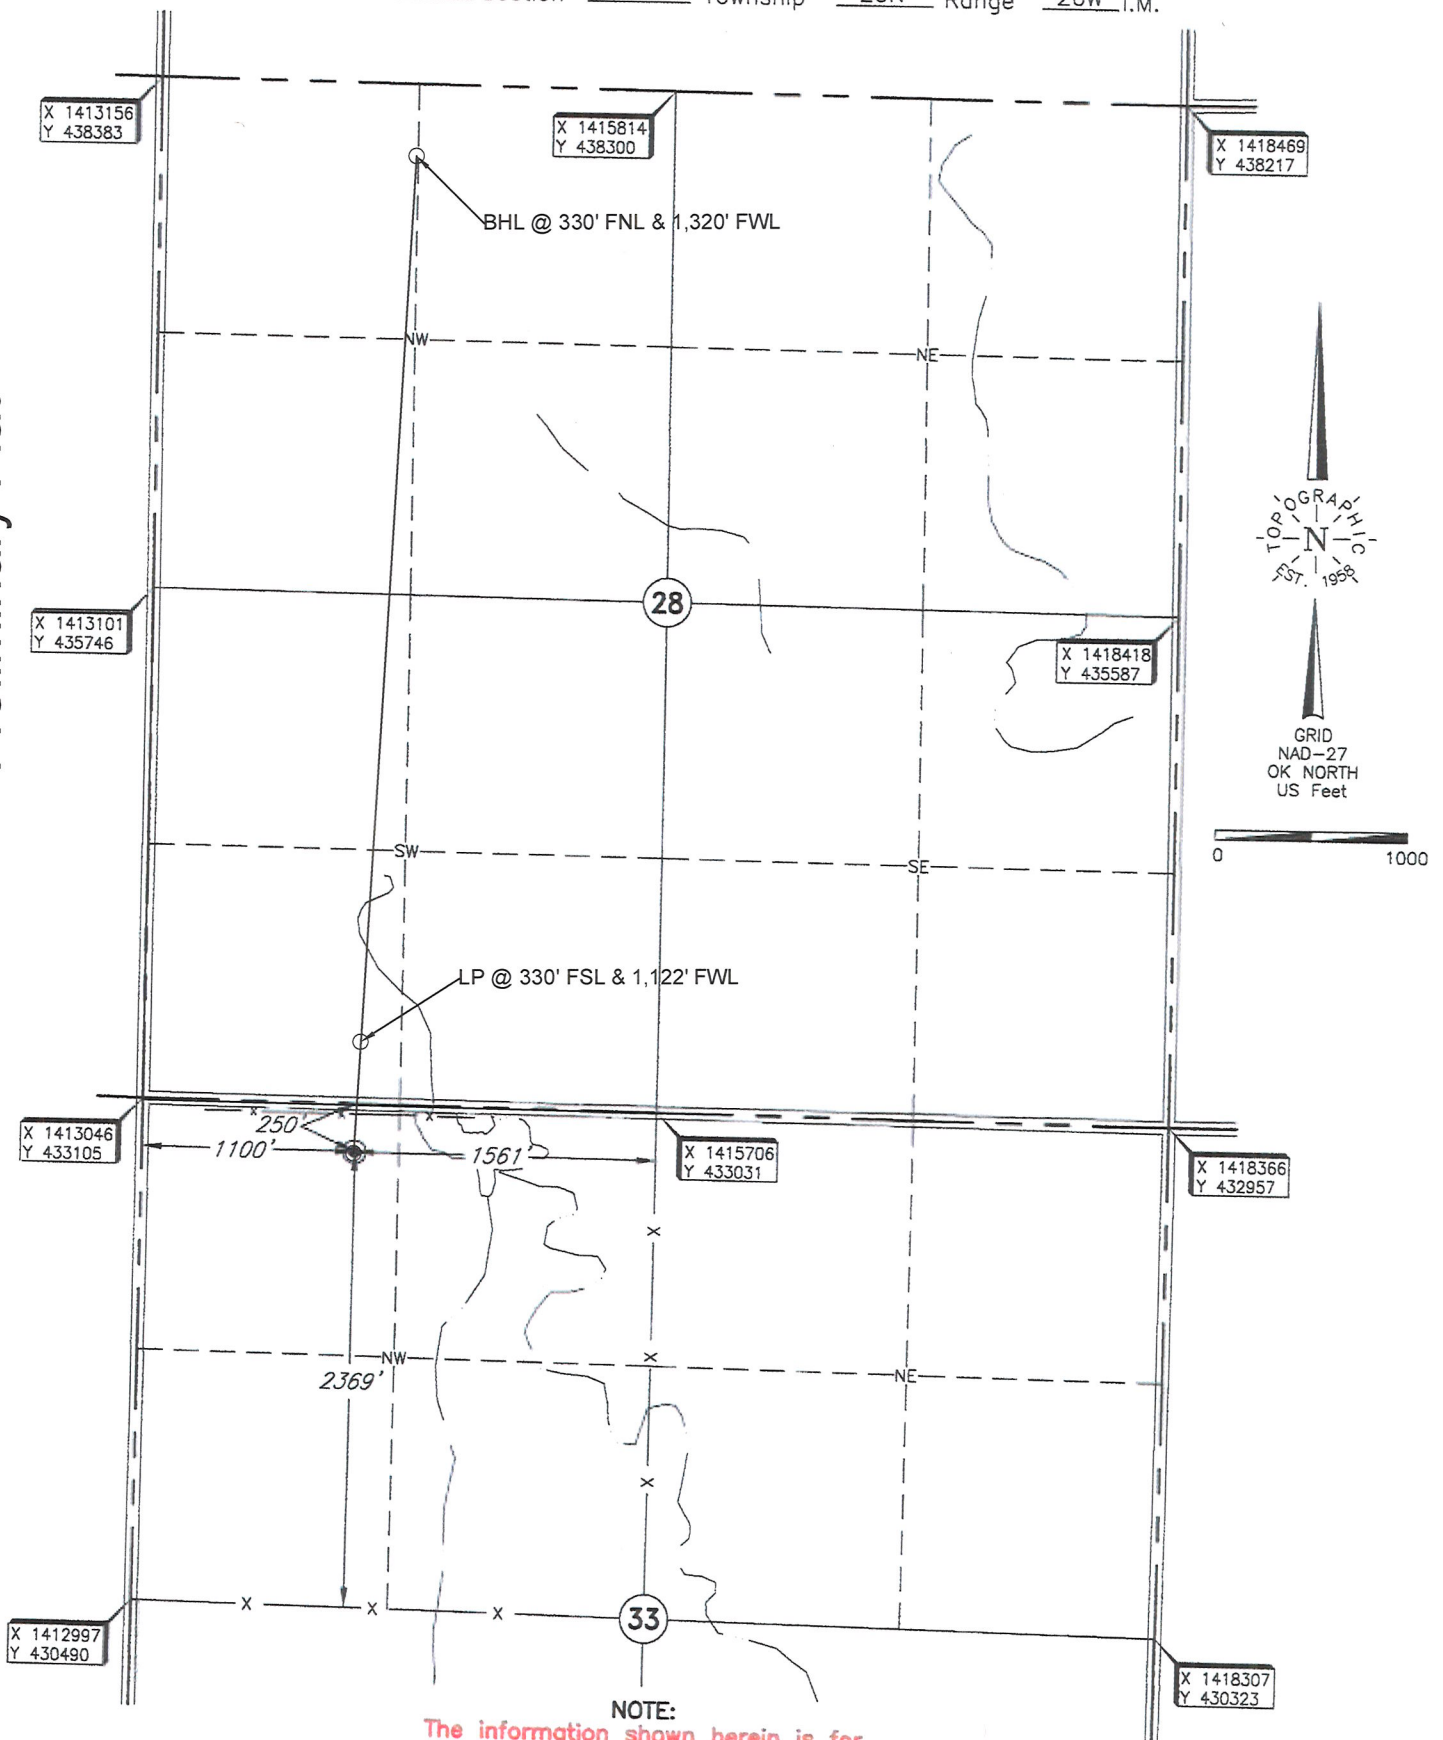 Township
Range
T.M.
X 1413156
Y 438383
X 1415814
Y 438300
X 1418469
Y 438217
BHL @ 330' FNL & 1,320' FWL
NW
NE
TOPOGRAPHIC
N
EST. 1958
28
X 1413101
Y 435746
X 1418418
Y 435587
GRID
NAD-27
OK NORTH
US Feet
0
1000
SW
SE
LP @ 330' FSL & 1,122' FWL
250'
X 1413046
Y 433105
1100'
1561'
X 1415706
Y 433031
X 1418366
Y 432957
X
X
X
NW
NE
2369'
X
X
X
X
X
X
33
X 1412997
Y 430490
X 1418307
Y 430323
NOTE:
The information shown herein is for